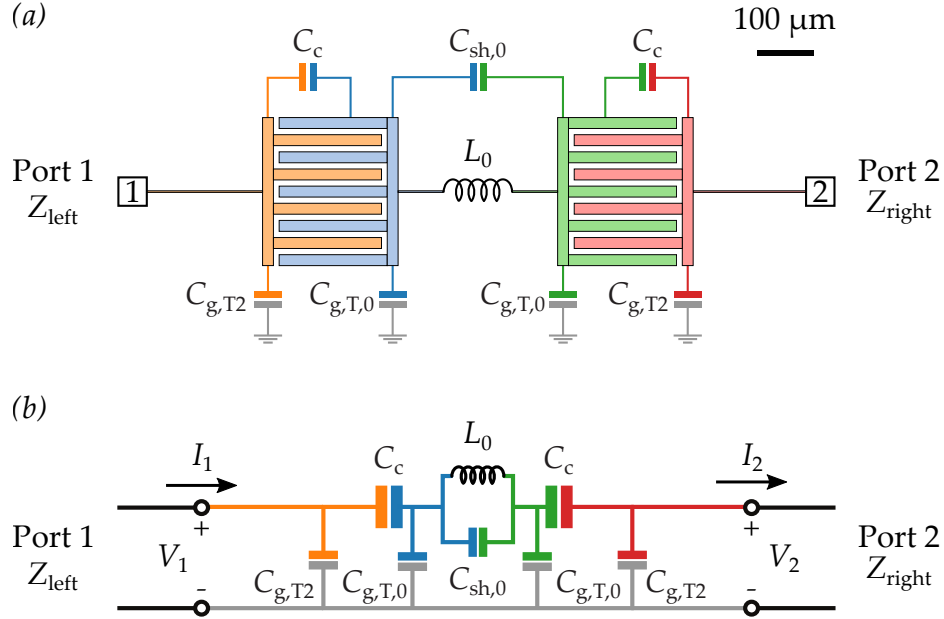 (a)
100 μm
C_c
C_sh,0
C_c
Port 1
Z_left
1
L_0
2
Port 2
Z_right
C_g,T2
C_g,T,0
C_g,T,0
C_g,T2
(b)
I_1
C_c
L_0
C_c
I_2
+
+
Port 1
Z_left
V_1
V_2
Port 2
Z_right
C_g,T2
C_g,T,0
C_sh,0
C_g,T,0
C_g,T2
-
-